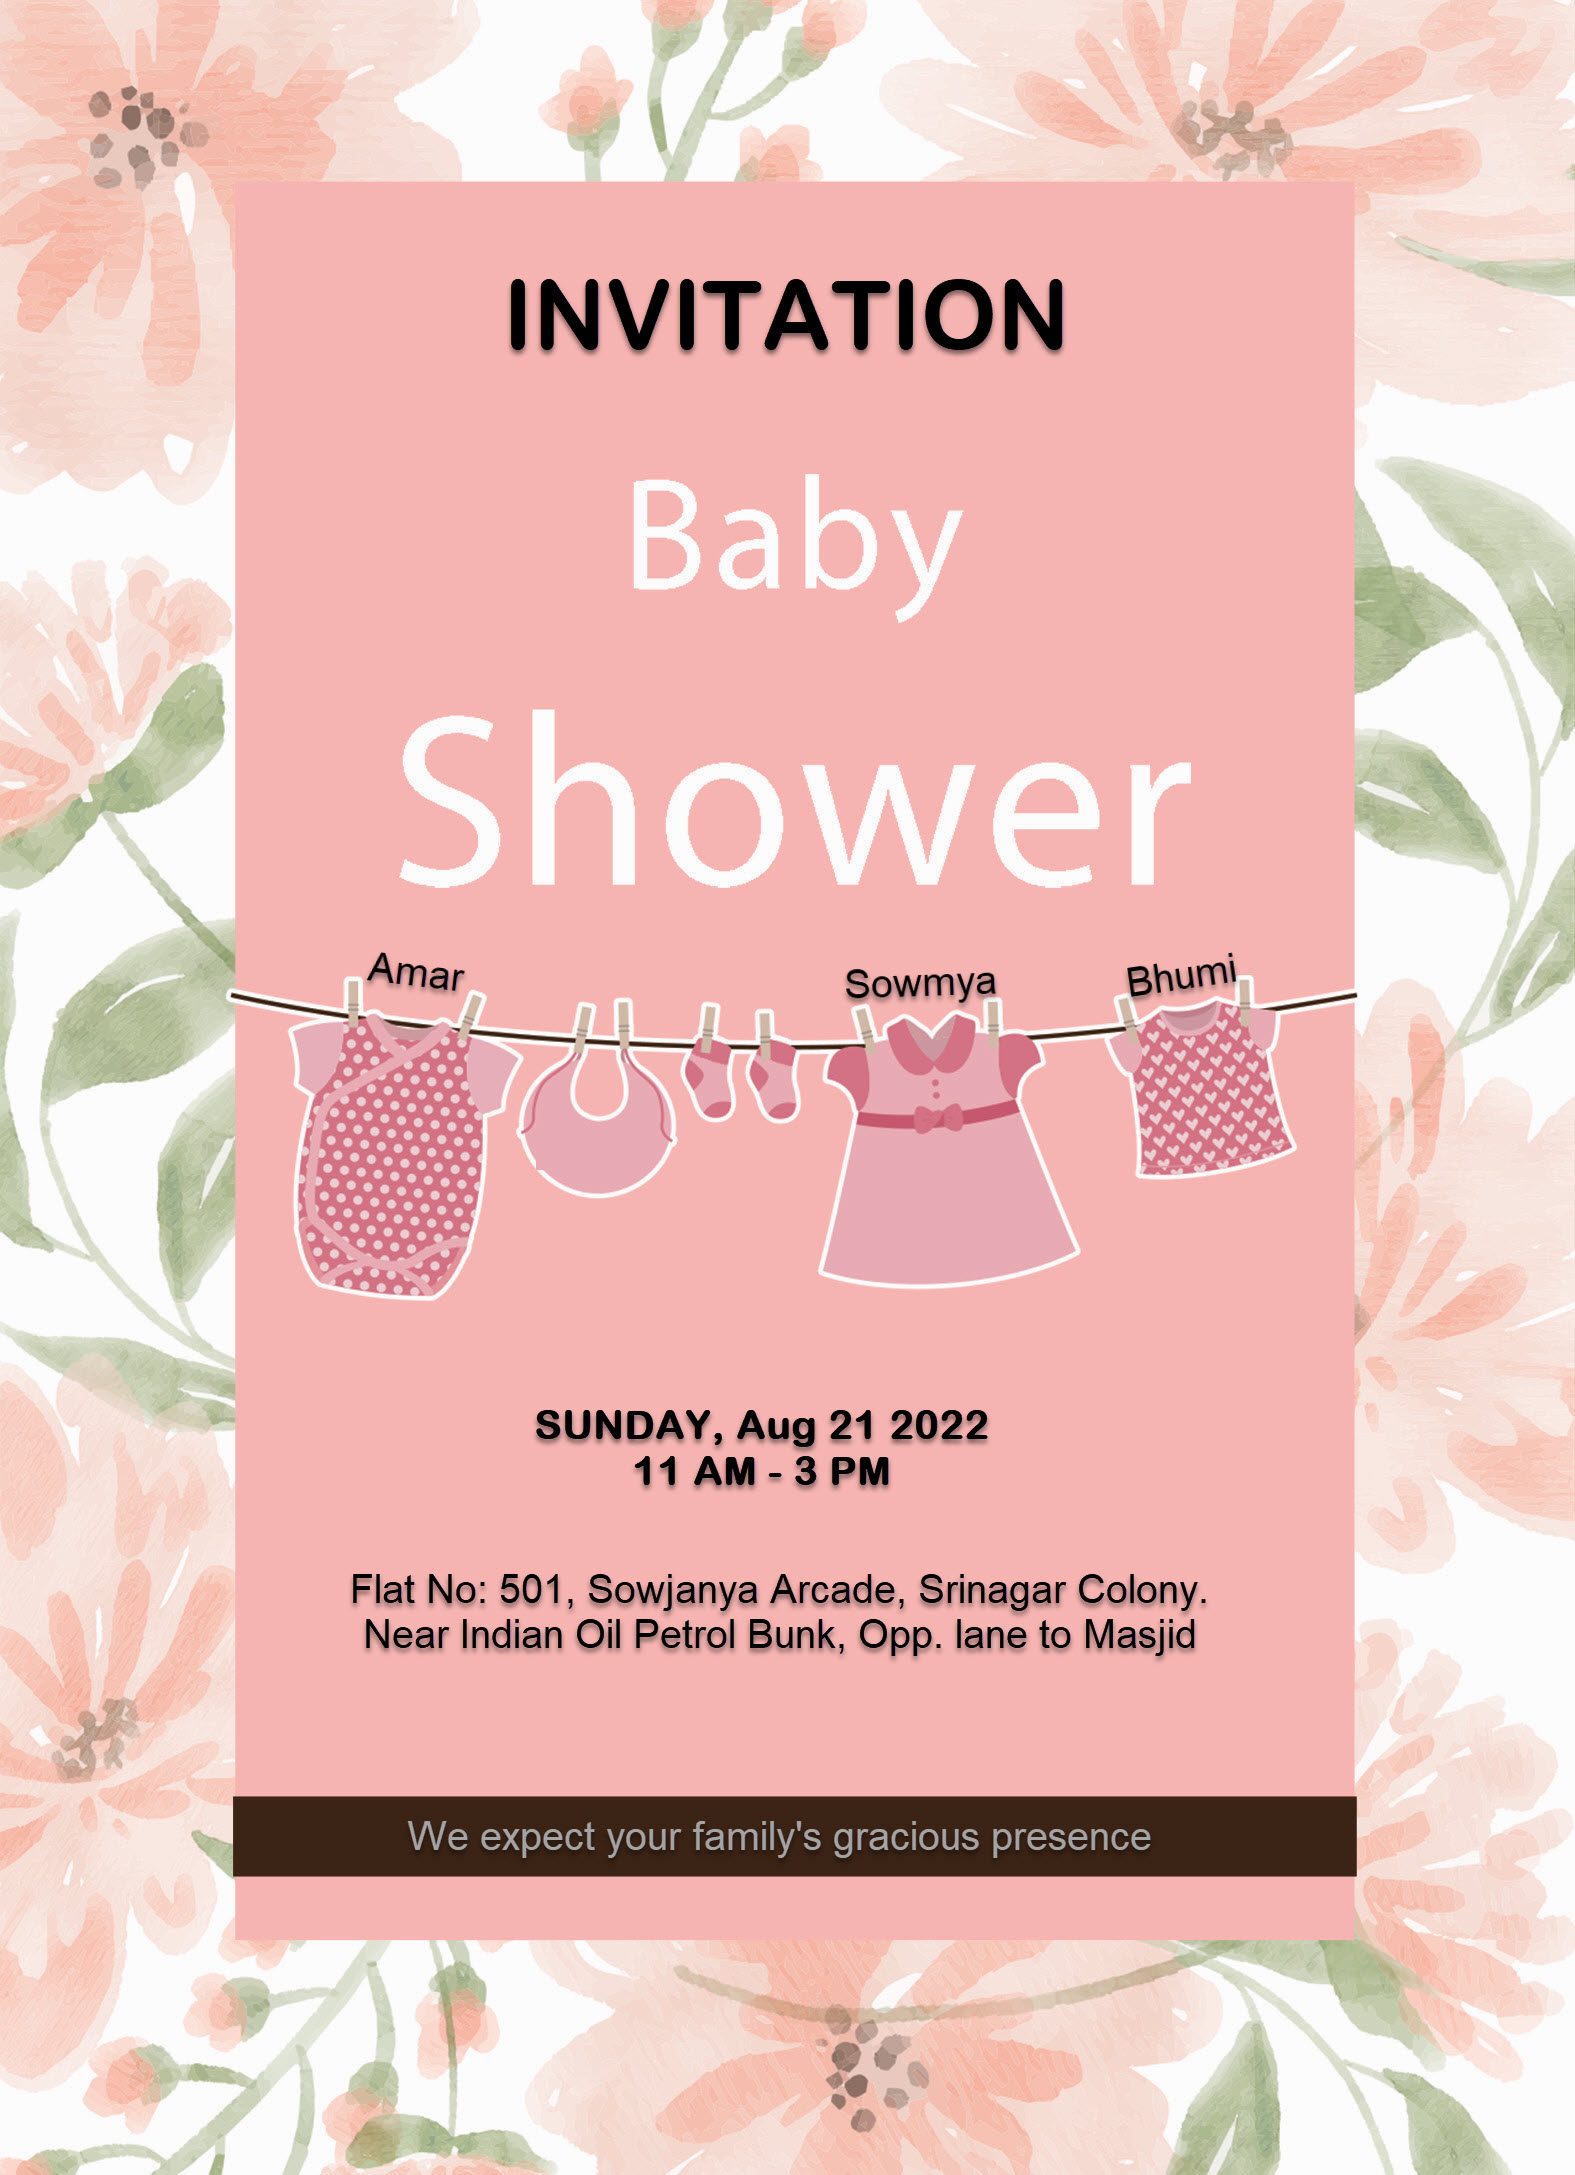 INVITATION
Baby
Shower
Amar
Sowmya
Bhumi
SUNDAY, Aug 21 2022
11 AM - 3 PM
Flat No: 501, Sowjanya Arcade, Srinagar Colony.
Near Indian Oil Petrol Bunk, Opp. lane to Masjid
We expect your family's gracious presence